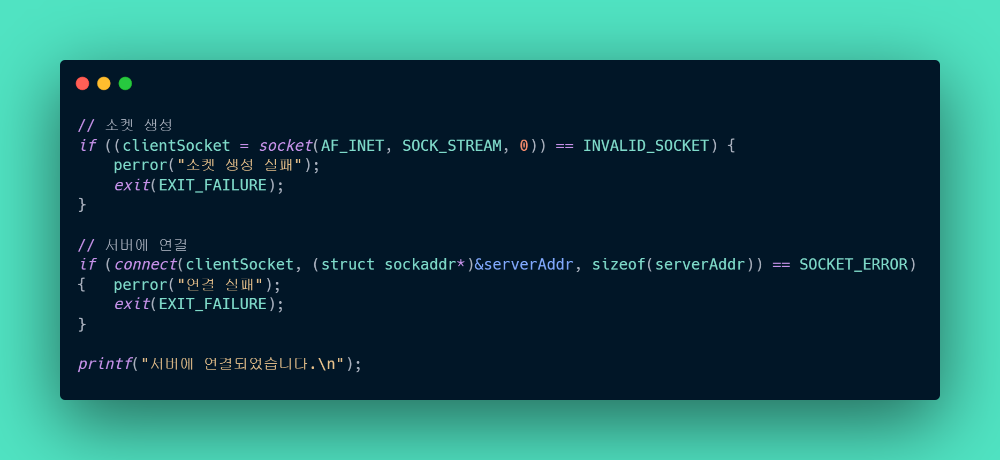 // 소켓 생성
if ((clientSocket = socket(AF_INET, SOCK_STREAM, 0)) == INVALID_SOCKET) {
    perror("소켓 생성 실패");
    exit(EXIT_FAILURE);
}

// 서버에 연결
if (connect(clientSocket, (struct sockaddr*)&serverAddr, sizeof(serverAddr)) == SOCKET_ERROR)
{   perror("연결 실패");
    exit(EXIT_FAILURE);
}

printf("서버에 연결되었습니다.\n");